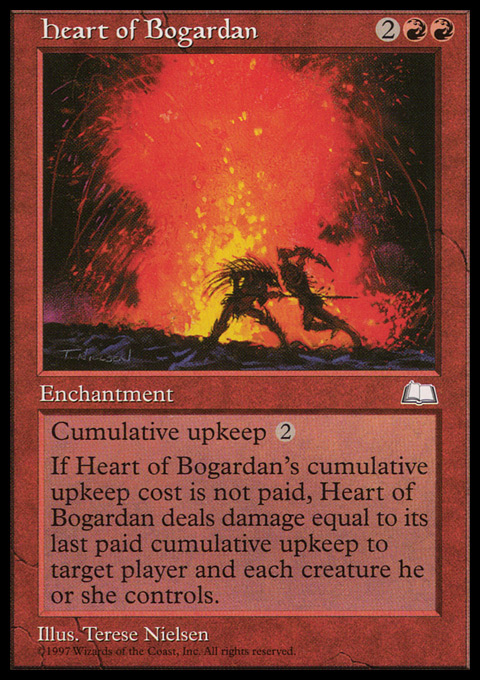 Heart of Bogardan
2
T. Nielsen
Enchantment
Cumulative upkeep 2
If Heart of Bogardan's cumulative
upkeep cost is not paid, Heart of
Bogardan deals damage equal to its
last paid cumulative upkeep to
target player and each creature he
or she controls.
Illus. Terese Nielsen
©1997 Wizards of the Coast, Inc. All rights reserved.